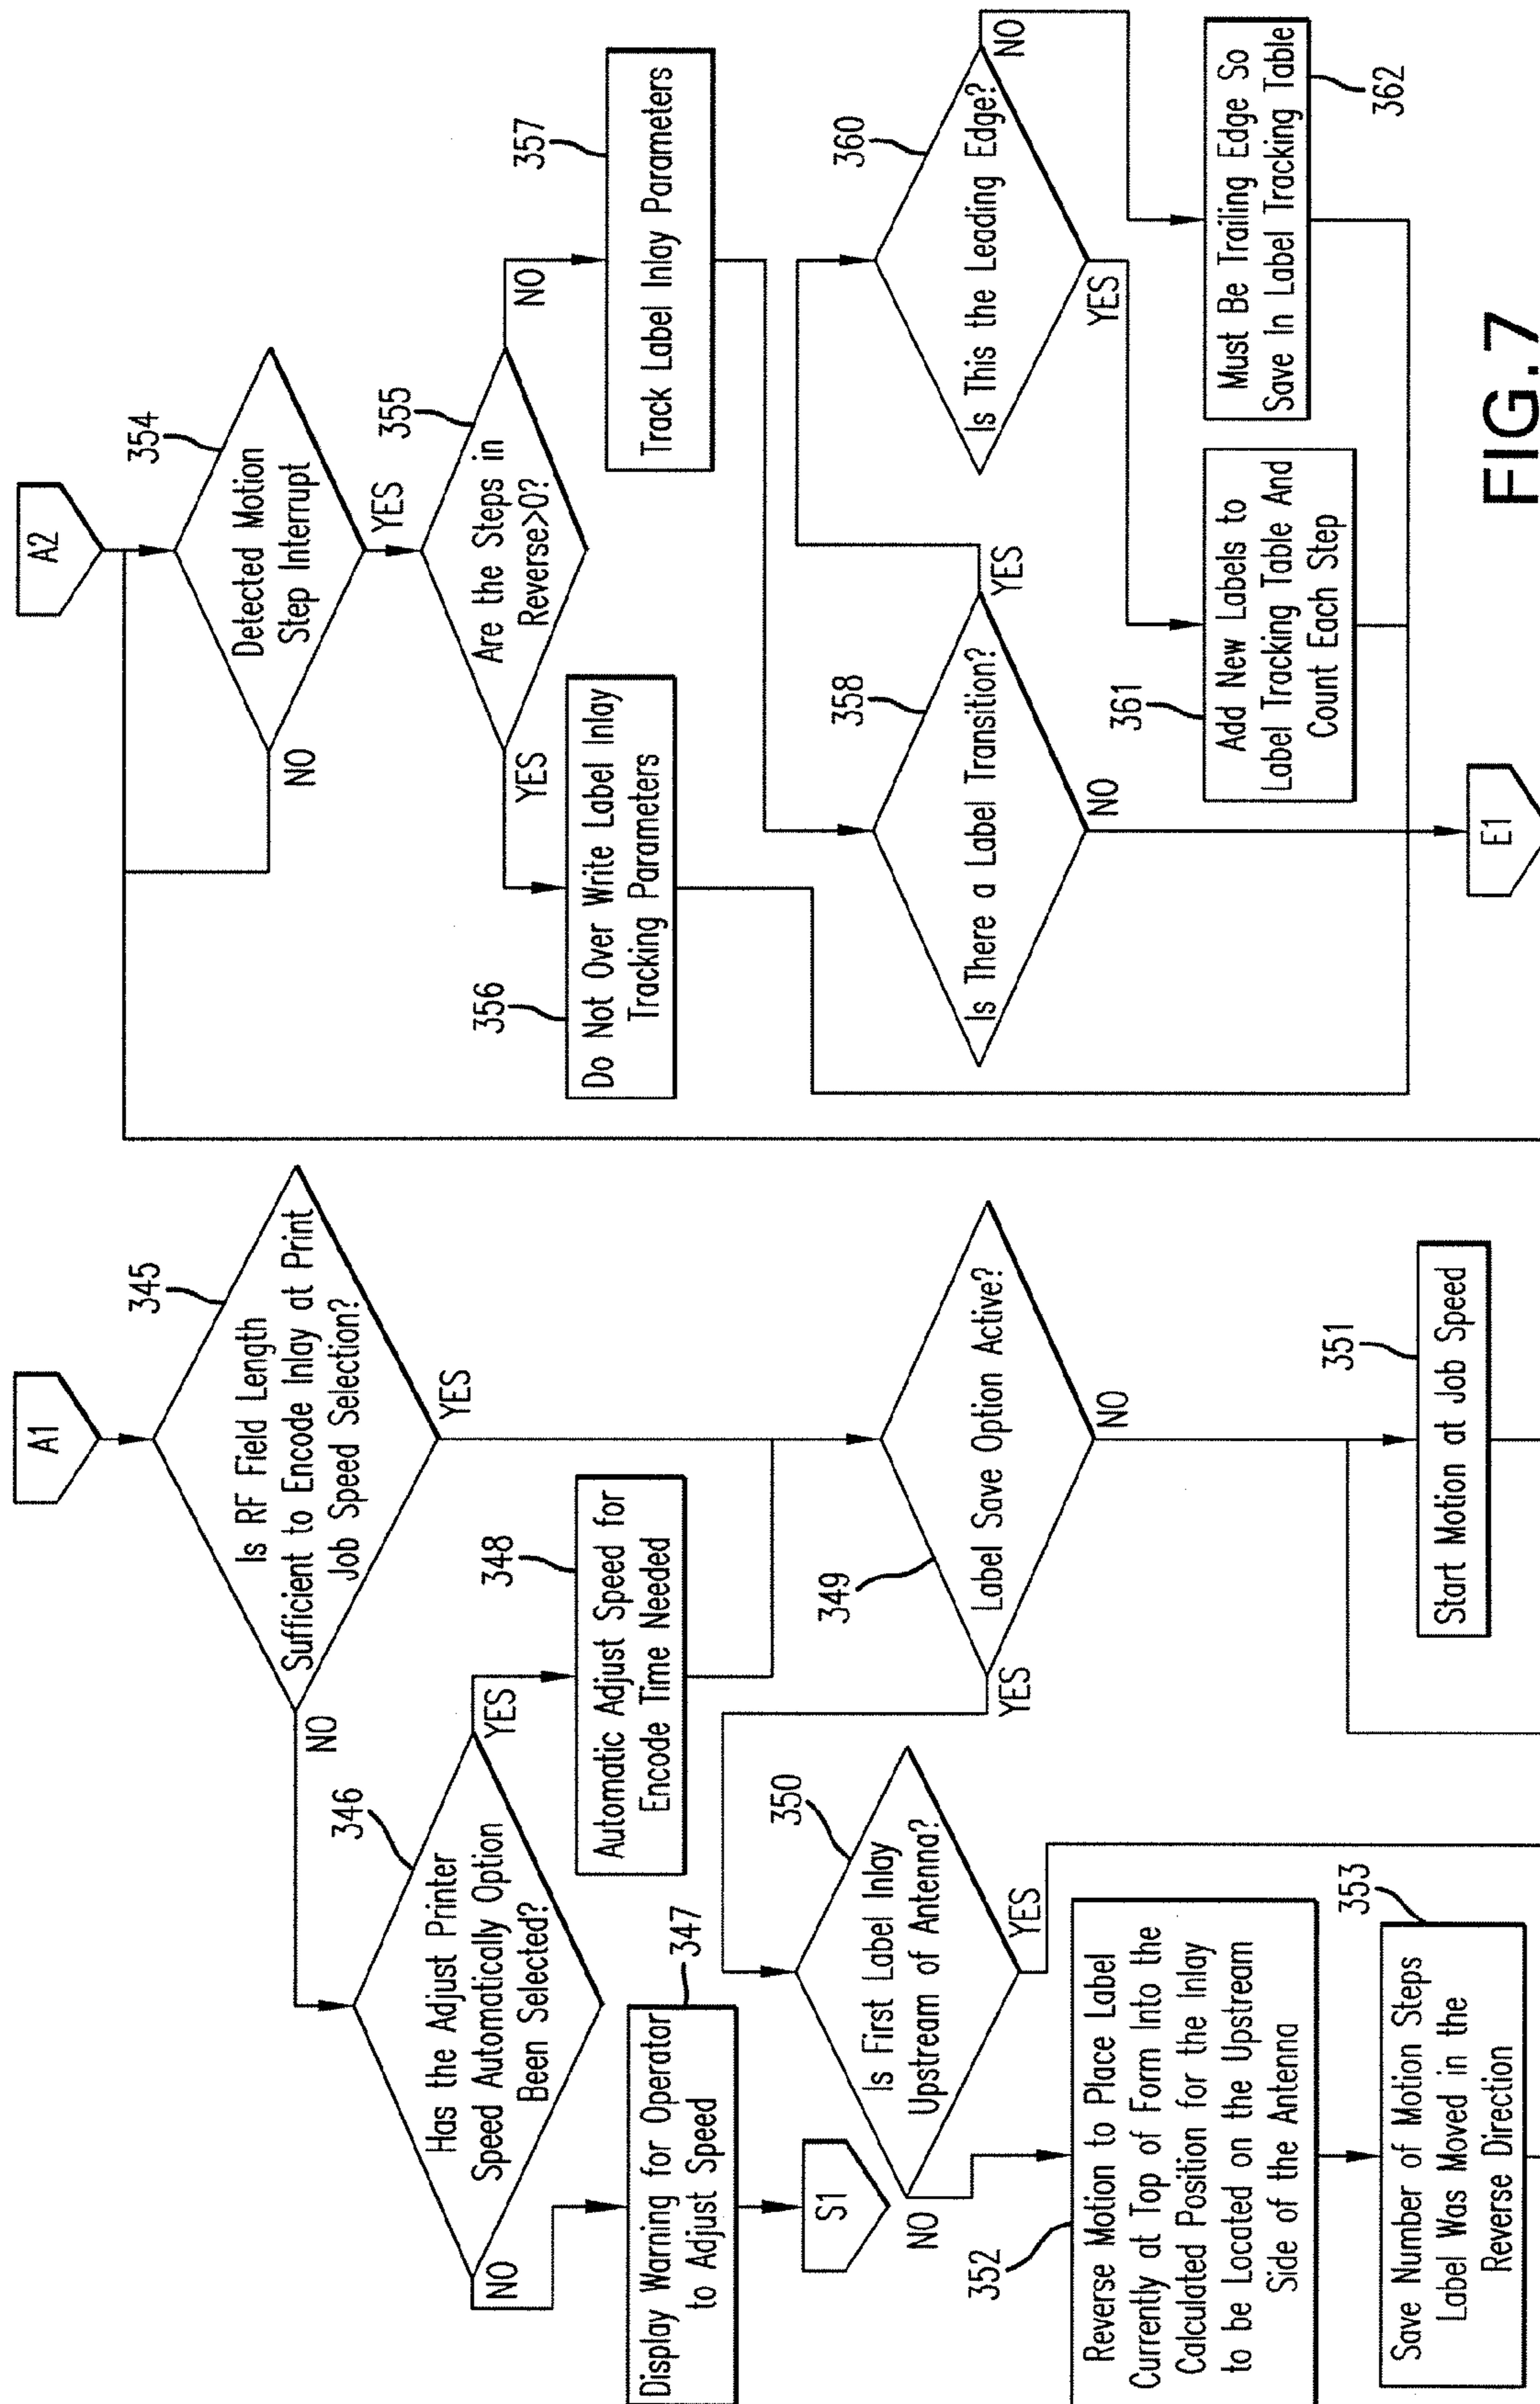 A1
345
Is RF Field Length
Sufficient to Encode Inlay at Print
Job Speed Selection?
NO
YES
346
Has the Adjust Printer
Speed Automatically Option
Been Selected?
NO
YES
347
Display Warning for Operator
to Adjust Speed
S1
348
Automatic Adjust Speed for
Encode Time Needed
349
Label Save Option Active?
YES
NO
350
Is First Label Inlay
Upstream of Antenna?
NO
YES
351
Start Motion at Job Speed
352
Reverse Motion to Place Label
Currently at Top of Form Into the
Calculated Position for the Inlay
to be Located on the Upstream
Side of the Antenna
353
Save Number of Motion Steps
Label Was Moved in the
Reverse Direction
A2
354
Detected Motion
Step Interrupt
NO
YES
355
Are the Steps in
Reverse>0?
YES
NO
356
Do Not Over Write Label Inlay
Tracking Parameters
357
Track Label Inlay Parameters
358
Is There a Label Transition?
YES
NO
360
Is This the Leading Edge?
NO
YES
361
Add New Labels to
Label Tracking Table And
Count Each Step
362
Must Be Trailing Edge So
Save In Label Tracking Table
E1
FIG. 7